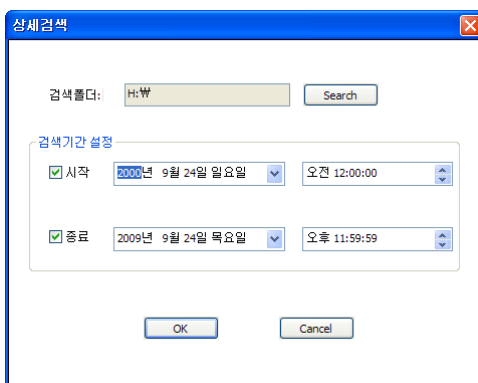 상세검색
검색폴더: H:₩ Search
검색기간 설정
시작 2000년 9월 24일 일요일 오전 12:00:00
종료 2009년 9월 24일 목요일 오후 11:59:59
OK Cancel